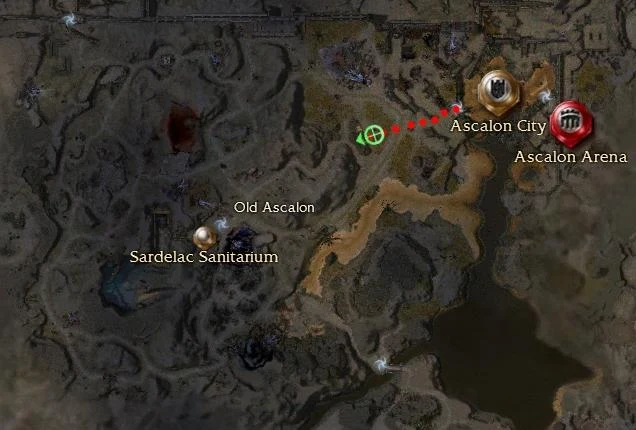 Ascalon City
Ascalon Arena
Old Ascalon
Sardelac Sanitarium